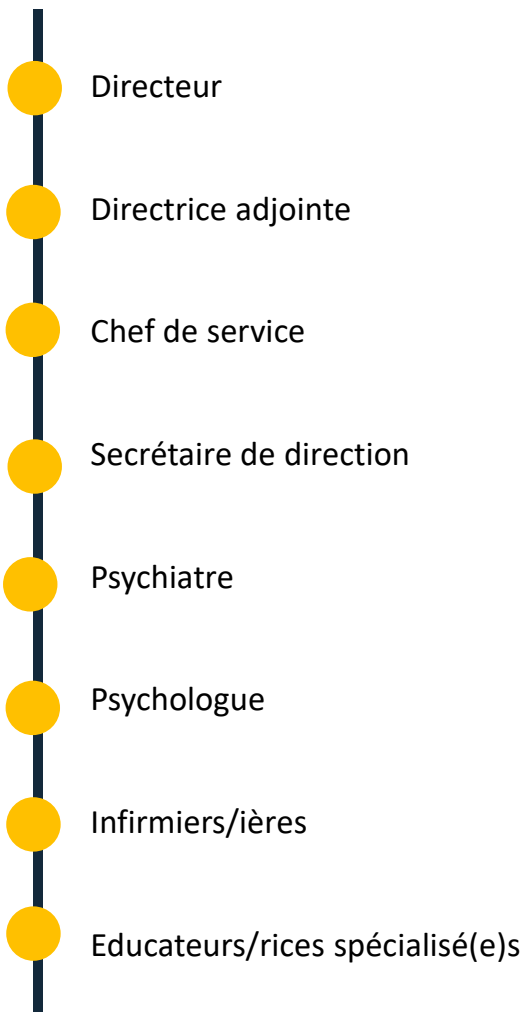 Directeur
Directrice adjointe
Chef de service
Secrétaire de direction
Psychiatre
Psychologue
Infirmiers/ières
Educateurs/rices spécialisé(e)s